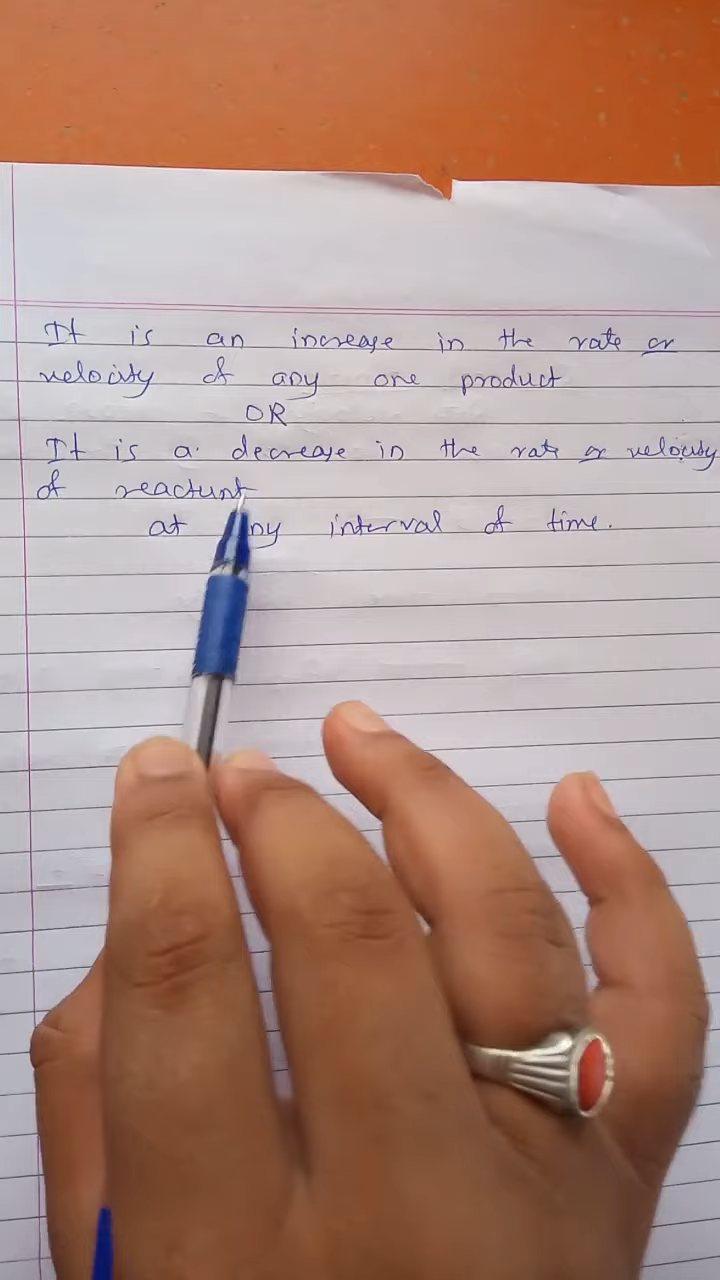 It is an increase in the rate or
velocity of any one product
OR
It is a decrease in the rate or velocity
of reactunt
at any interval of time.